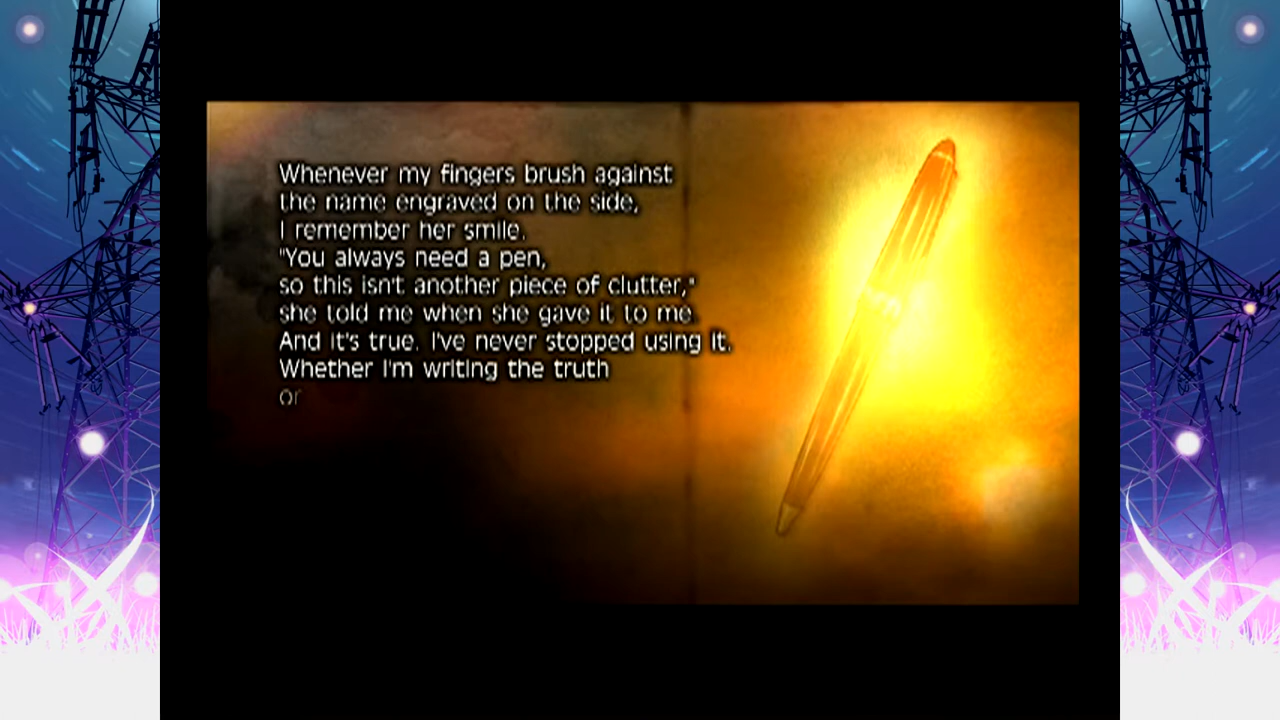 Whenever my fingers brush against
the name engraved on the side,
I remember her smile.
"You always need a pen,
so this isn't another piece of clutter,"
she told me when she gave it to me.
And it's true. I've never stopped using it.
Whether I'm writing the truth
or